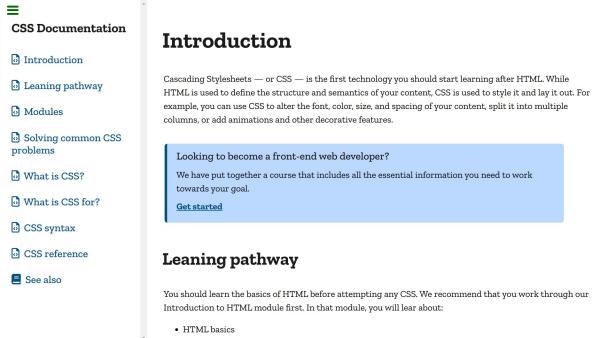 CSS Documentation
Introduction
Leaning pathway
Modules
Solving common CSS
problems
What is CSS?
What is CSS for?
CSS syntax
CSS reference
See also
Introduction
Cascading Stylesheets — or CSS — is the first technology you should start learning after HTML. While
HTML is used to define the structure and semantics of your content, CSS is used to style it and lay it out. For
example, you can use CSS to alter the font, color, size, and spacing of your content, split it into multiple
columns, or add animations and other decorative features.
Looking to become a front-end web developer?
We have put together a course that includes all the essential information you need to work
towards your goal.
Get started
Leaning pathway
You should learn the basics of HTML before attempting any CSS. We recommend that you work through our
Introduction to HTML module first. In that module, you will lear about:
• HTML basics